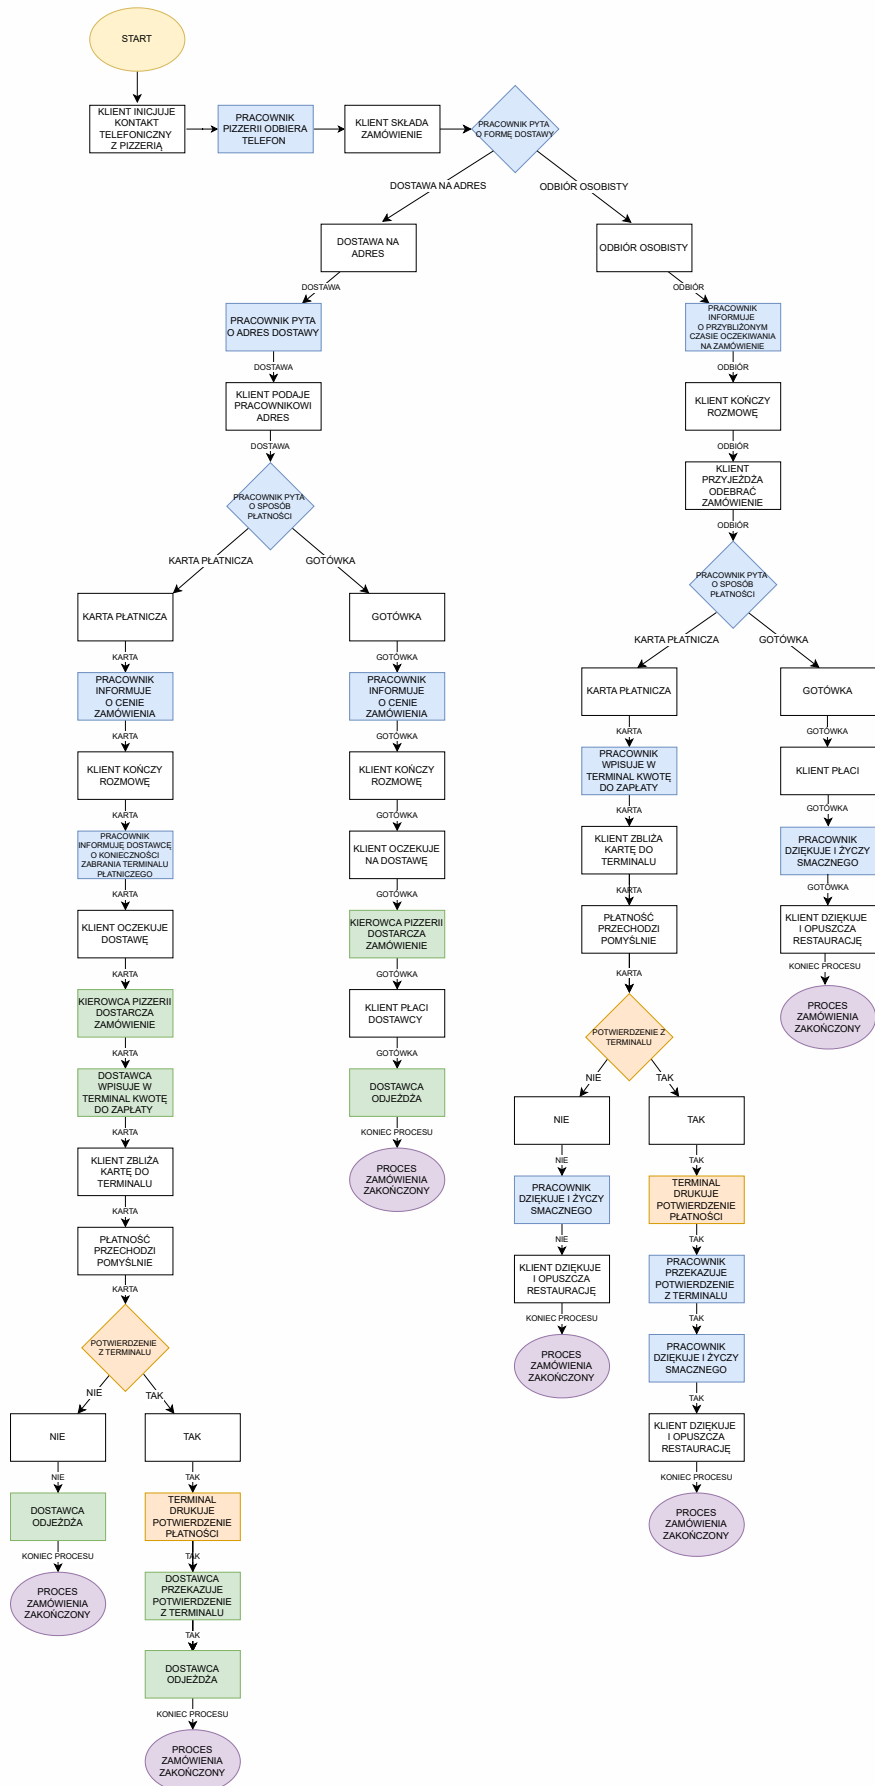 START
KLIENT INICJUJE
KONTAKT
TELEFONICZNY
Z PIZZERIĄ
PRACOWNIK
PIZZERII ODBIERA
TELEFON
KLIENT SKŁADA
ZAMÓWIENIE
PRACOWNIK PYTA
O FORMĘ DOSTAWY
DOSTAWA NA ADRES
ODBIÓR OSOBISTY
DOSTAWA NA
ADRES
DOSTAWA
PRACOWNIK PYTA
O ADRES DOSTAWY
DOSTAWA
KLIENT PODAJE
PRACOWNIKOWI
ADRES
DOSTAWA
PRACOWNIK PYTA
O SPOSÓB
PŁATNOŚCI
KARTA PŁATNICZA
GOTÓWKA
KARTA PŁATNICZA
KARTA
PRACOWNIK
INFORMUJE
O CENIE
ZAMÓWIENIA
KARTA
KLIENT KOŃCZY
ROZMOWĘ
KARTA
PRACOWNIK
INFORMUJĘ DOSTAWCĘ
O KONIECZNOŚCI
ZABRANIA TERMINALU
PŁATNICZEGO
KARTA
KLIENT OCZEKUJE
DOSTAWĘ
KARTA
KIEROWCA PIZZERII
DOSTARCZA
ZAMÓWIENIE
KARTA
DOSTAWCA
WPISUJE W
TERMINAL KWOTĘ
DO ZAPŁATY
KARTA
KLIENT ZBLIŻA
KARTĘ DO
TERMINALU
KARTA
PŁATNOŚĆ
PRZECHODZI
POMYŚLNIE
KARTA
POTWIERDZENIE
Z TERMINALU
NIE
TAK
NIE
NIE
DOSTAWCA
ODJEŻDŻA
KONIEC PROCESU
PROCES
ZAMÓWIENIA
ZAKOŃCZONY
TAK
TAK
TERMINAL
DRUKUJE
POTWIERDZENIE
PŁATNOŚCI
TAK
DOSTAWCA
PRZEKAZUJE
POTWIERDZENIE
Z TERMINALU
TAK
DOSTAWCA
ODJEŻDŻA
KONIEC PROCESU
PROCES
ZAMÓWIENIA
ZAKOŃCZONY
GOTÓWKA
GOTÓWKA
PRACOWNIK
INFORMUJE
O CENIE
ZAMÓWIENIA
GOTÓWKA
KLIENT KOŃCZY
ROZMOWĘ
GOTÓWKA
KLIENT OCZEKUJE
NA DOSTAWĘ
GOTÓWKA
KIEROWCA PIZZERII
DOSTARCZA
ZAMÓWIENIE
GOTÓWKA
KLIENT PŁACI
DOSTAWCY
GOTÓWKA
DOSTAWCA
ODJEŻDŻA
KONIEC PROCESU
PROCES
ZAMÓWIENIA
ZAKOŃCZONY
ODBIÓR OSOBISTY
ODBIÓR
PRACOWNIK
INFORMUJE
O PRZYBLIŻONYM
CZASIE OCZEKIWANIA
NA ZAMÓWIENIE
ODBIÓR
KLIENT KOŃCZY
ROZMOWĘ
ODBIÓR
KLIENT
PRZYJEŻDŻA
ODEBRAĆ
ZAMÓWIENIE
ODBIÓR
PRACOWNIK PYTA
O SPOSÓB
PŁATNOŚCI
KARTA PŁATNICZA
GOTÓWKA
KARTA PŁATNICZA
KARTA
PRACOWNIK
WPISUJE W
TERMINAL KWOTĘ
DO ZAPŁATY
KARTA
KLIENT ZBLIŻA
KARTĘ DO
TERMINALU
KARTA
PŁATNOŚĆ
PRZECHODZI
POMYŚLNIE
KARTA
POTWIERDZENIE Z
TERMINALU
NIE
TAK
NIE
NIE
PRACOWNIK
DZIĘKUJE I ŻYCZY
SMACZNEGO
NIE
KLIENT DZIĘKUJE
I OPUSZCZA
RESTAURACJĘ
KONIEC PROCESU
PROCES
ZAMÓWIENIA
ZAKOŃCZONY
TAK
TAK
TERMINAL
DRUKUJE
POTWIERDZENIE
PŁATNOŚCI
TAK
PRACOWNIK
PRZEKAZUJE
POTWIERDZENIE
Z TERMINALU
TAK
PRACOWNIK
DZIĘKUJE I ŻYCZY
SMACZNEGO
TAK
KLIENT DZIĘKUJE
I OPUSZCZA
RESTAURACJĘ
KONIEC PROCESU
PROCES
ZAMÓWIENIA
ZAKOŃCZONY
GOTÓWKA
GOTÓWKA
KLIENT PŁACI
GOTÓWKA
PRACOWNIK
DZIĘKUJE I ŻYCZY
SMACZNEGO
GOTÓWKA
KLIENT DZIĘKUJE
I OPUSZCZA
RESTAURACJĘ
KONIEC PROCESU
PROCES
ZAMÓWIENIA
ZAKOŃCZONY